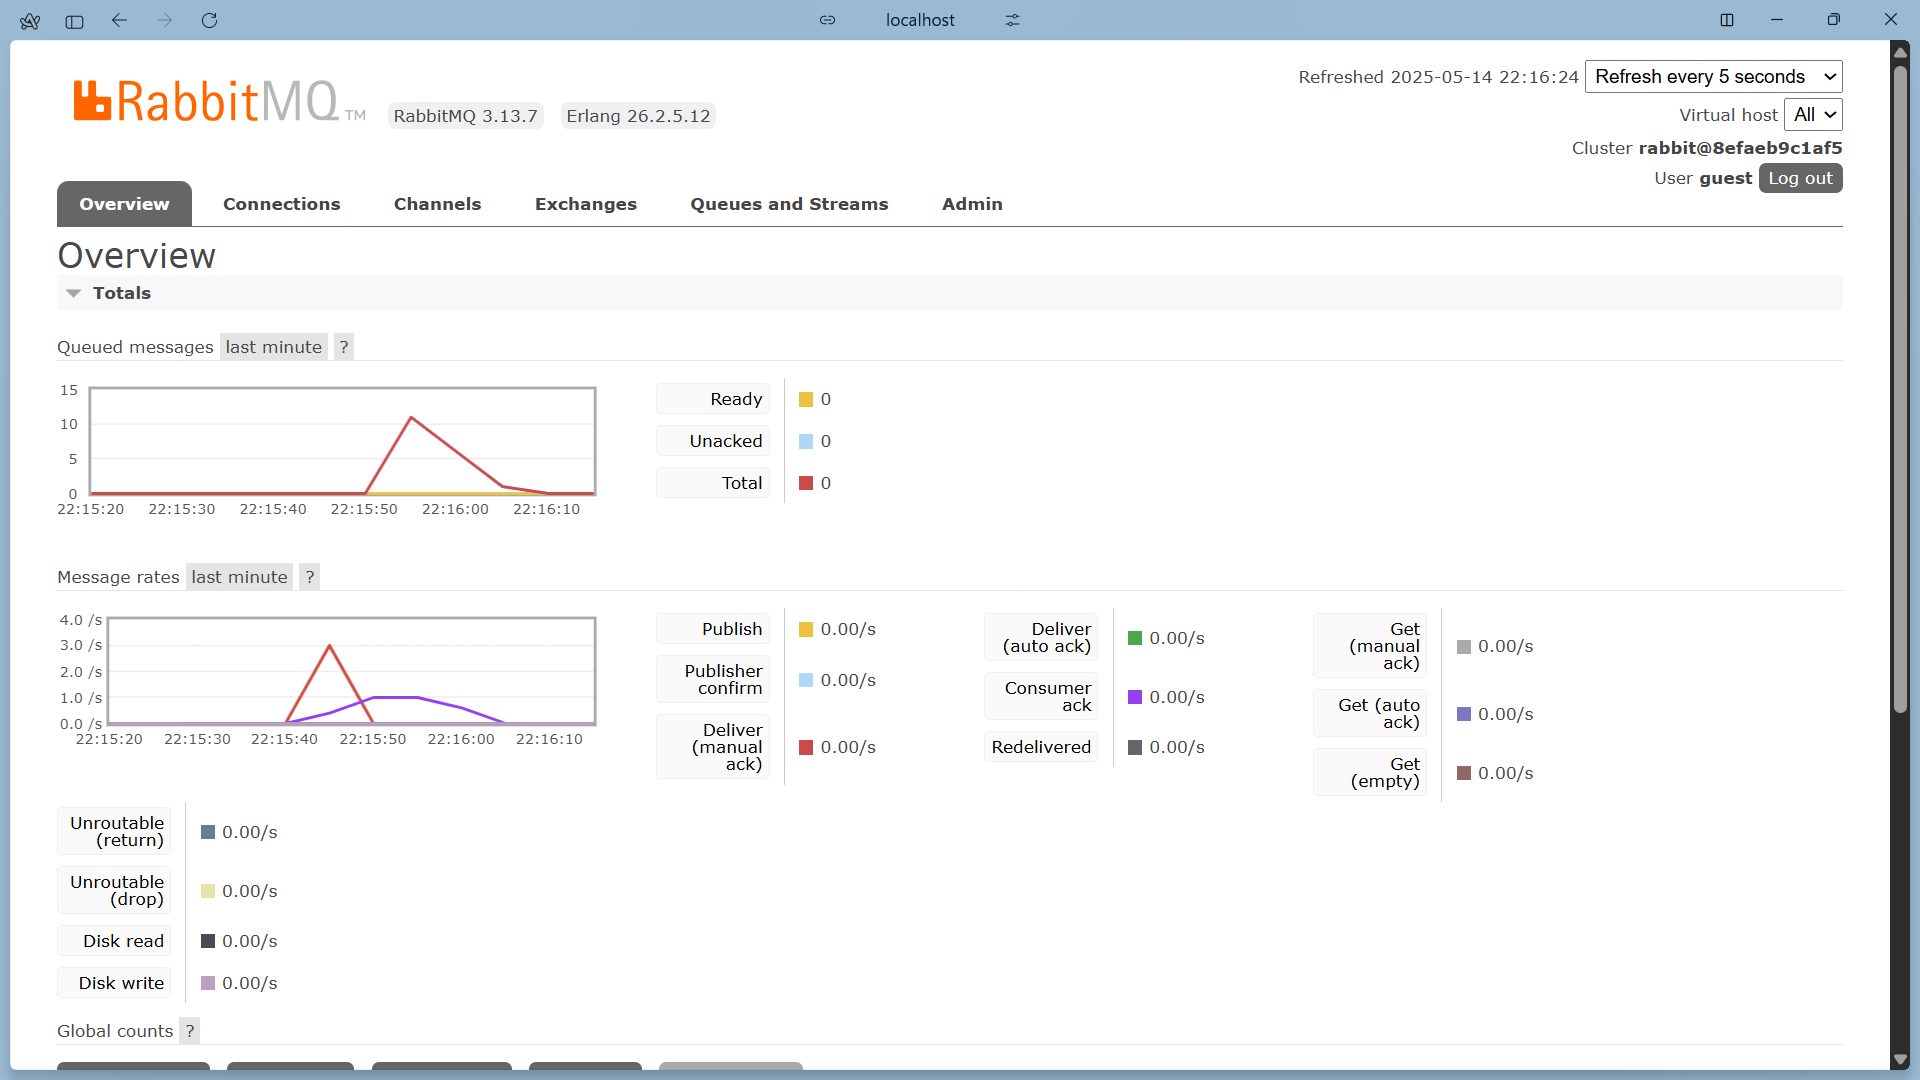 localhost
RabbitMQ TM
RabbitMQ 3.13.7 Erlang 26.2.5.12
Refreshed 2025-05-14 22:16:24 Refresh every 5 seconds
Virtual host All
Cluster rabbit@8efaeb9c1af5
User guest Log out
Overview Connections Channels Exchanges Queues and Streams Admin
Overview
Totals
Queued messages last minute ?
15
10
5
0
22:15:20 22:15:30 22:15:40 22:15:50 22:16:00 22:16:10
Ready 0
Unacked 0
Total 0
Message rates last minute ?
4.0 /s
3.0 /s
2.0 /s
1.0 /s
0.0 /s
22:15:20 22:15:30 22:15:40 22:15:50 22:16:00 22:16:10
Publish 0.00/s
Publisher
confirm 0.00/s
Deliver
(manual
ack) 0.00/s
Deliver
(auto ack) 0.00/s
Consumer
ack 0.00/s
Redelivered 0.00/s
Get
(manual
ack) 0.00/s
Get (auto
ack) 0.00/s
Get
(empty) 0.00/s
Unroutable
(return) 0.00/s
Unroutable
(drop) 0.00/s
Disk read 0.00/s
Disk write 0.00/s
Global counts ?